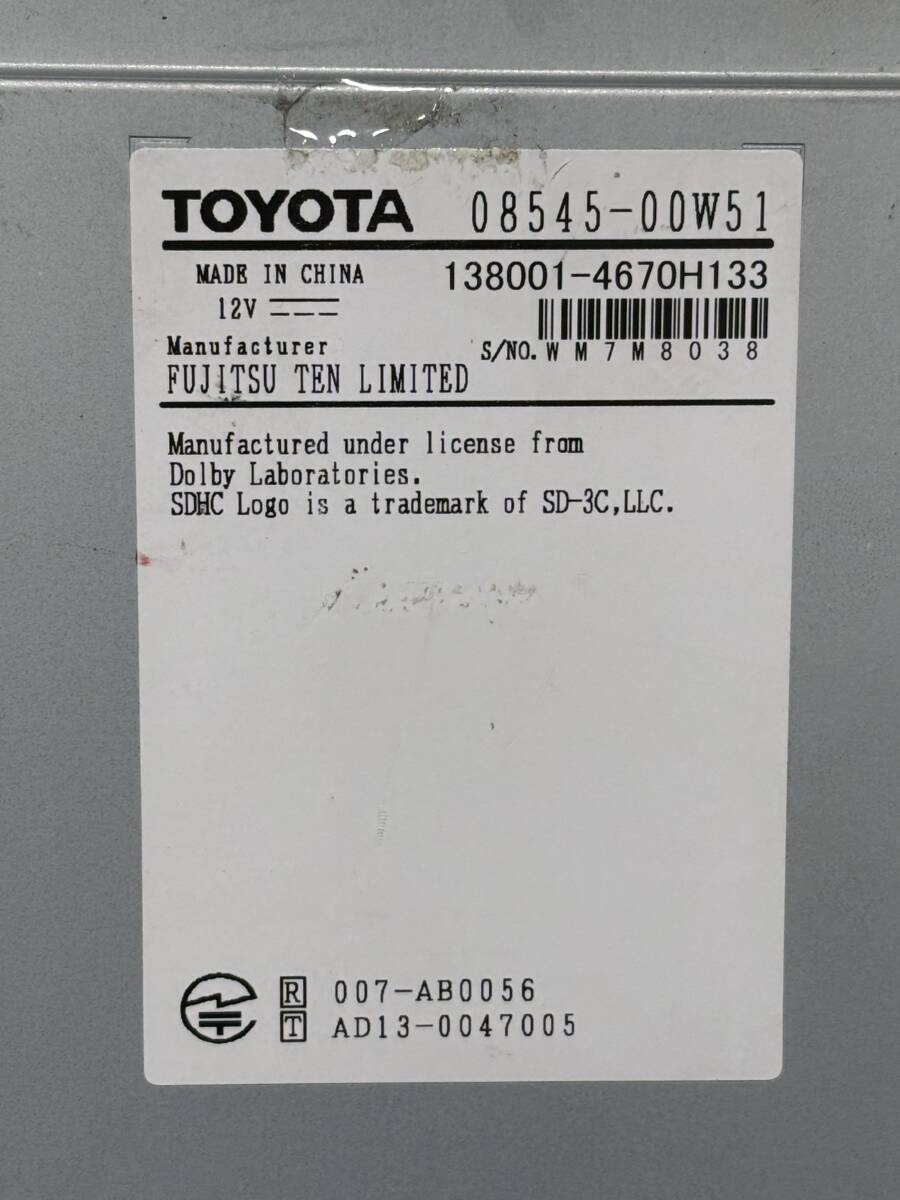 TOYOTA 08545-00W51
MADE IN CHINA 138001-4670H133
12V
Manufacturer S/NO. WM7M8038
FUJITSU TEN LIMITED
Manufactured under license from
Dolby Laboratories.
SDHC Logo is a trademark of SD-3C,LLC.
R 007-AB0056
T AD13-0047005